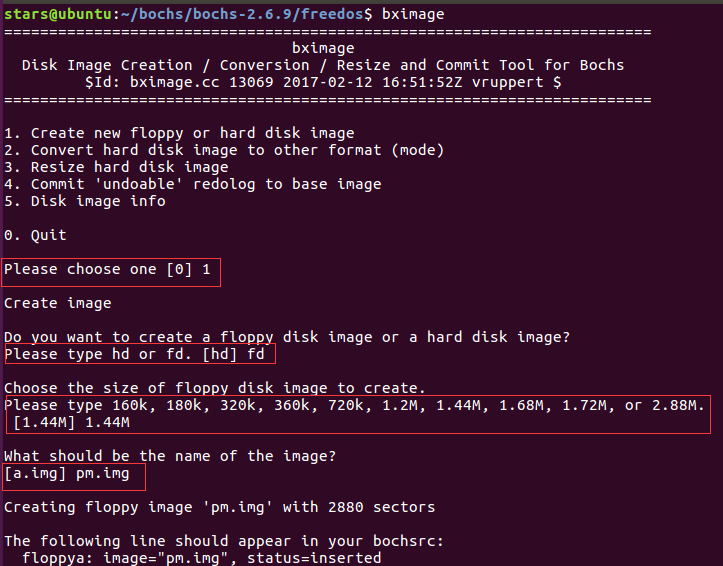 stars@ubuntu:~/bochs/bochs-2.6.9/freedos$ bximage
========================================================================
bximage
Disk Image Creation / Conversion / Resize and Commit Tool for Bochs
$Id: bximage.cc 13069 2017-02-12 16:51:52Z vruppert $
========================================================================
1. Create new floppy or hard disk image
2. Convert hard disk image to other format (mode)
3. Resize hard disk image
4. Commit 'undoable' redolog to base image
5. Disk image info
0. Quit
Please choose one [0] 1
Create image
Do you want to create a floppy disk image or a hard disk image?
Please type hd or fd. [hd] fd
Choose the size of floppy disk image to create.
Please type 160k, 180k, 320k, 360k, 720k, 1.2M, 1.44M, 1.68M, 1.72M, or 2.88M.
[1.44M] 1.44M
What should be the name of the image?
[a.img] pm.img
Creating floppy image 'pm.img' with 2880 sectors
The following line should appear in your bochsrc:
floppya: image="pm.img", status=inserted